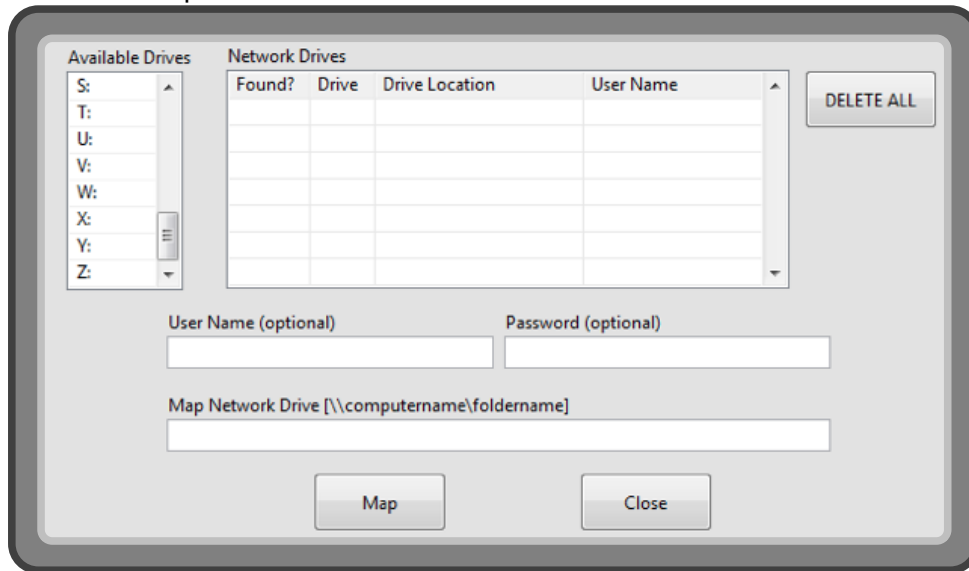 Available Drives
S:
T:
U:
V:
W:
X:
Y:
Z:
Network Drives
Found? Drive Drive Location User Name
DELETE ALL
User Name (optional)
Password (optional)
Map Network Drive [\\computername\foldername]
Map
Close